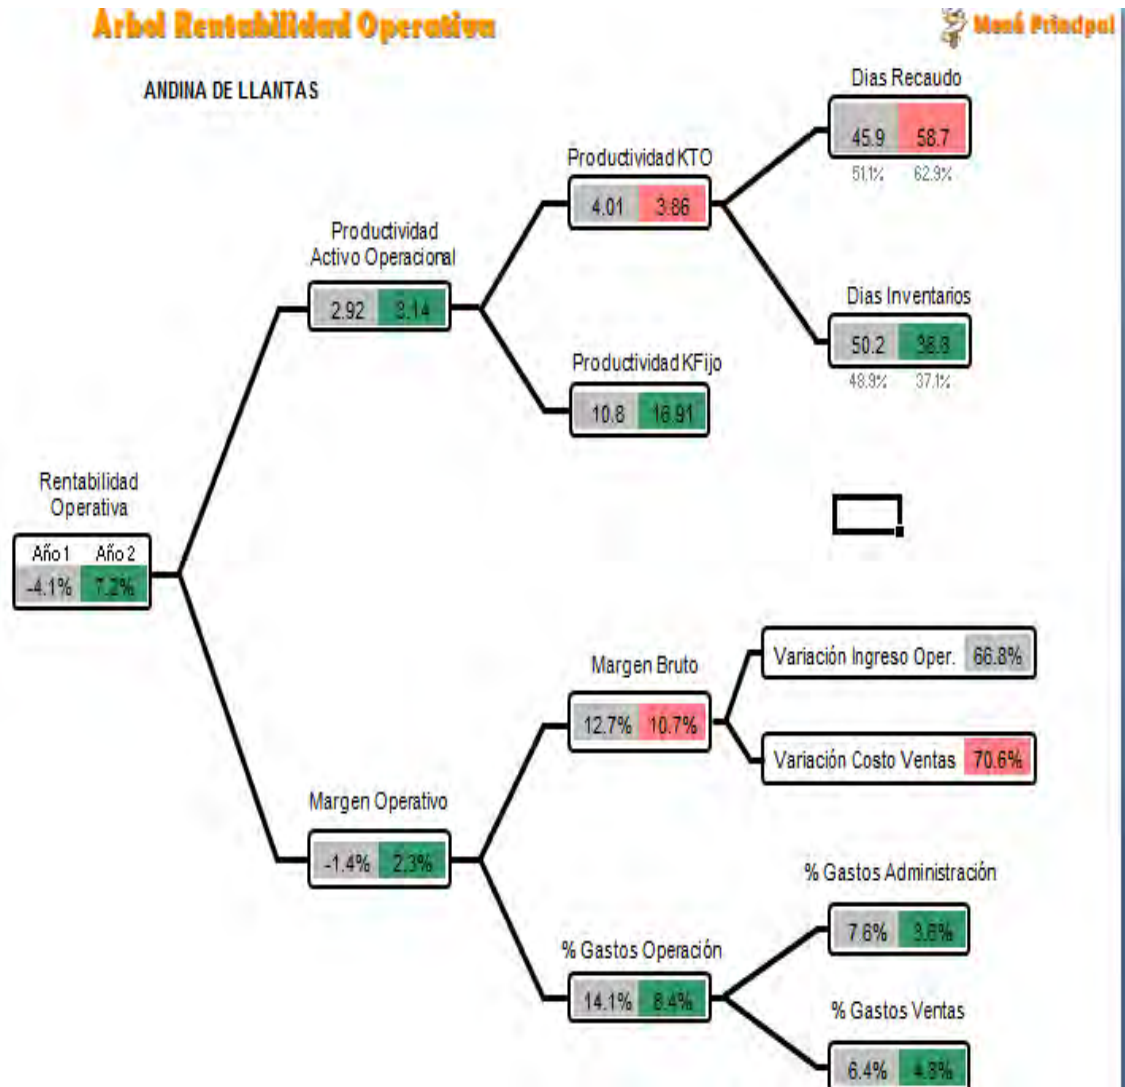 Arbol Rentabilidad Operativa
Menú Principal
ANDINA DE LLANTAS
Dias Recaudo
45.9 58.7
51.1% 62.9%
Productividad KTO
4.01 3.86
Productividad
Activo Operacional
2.92 3.14
Dias Inventarios
50.2 38.3
48.9% 37.1%
Productividad KFijo
10.8 16.91
Rentabilidad
Operativa
Año 1 Año 2
-4.1% 7.2%
Variación Ingreso Oper. 66.8%
Margen Bruto
12.7% 10.7%
Variación Costo Ventas 70.6%
Margen Operativo
-1.4% 2.3%
% Gastos Administración
7.6% 3.6%
% Gastos Operación
14.1% 8.4%
% Gastos Ventas
6.4% 4.3%